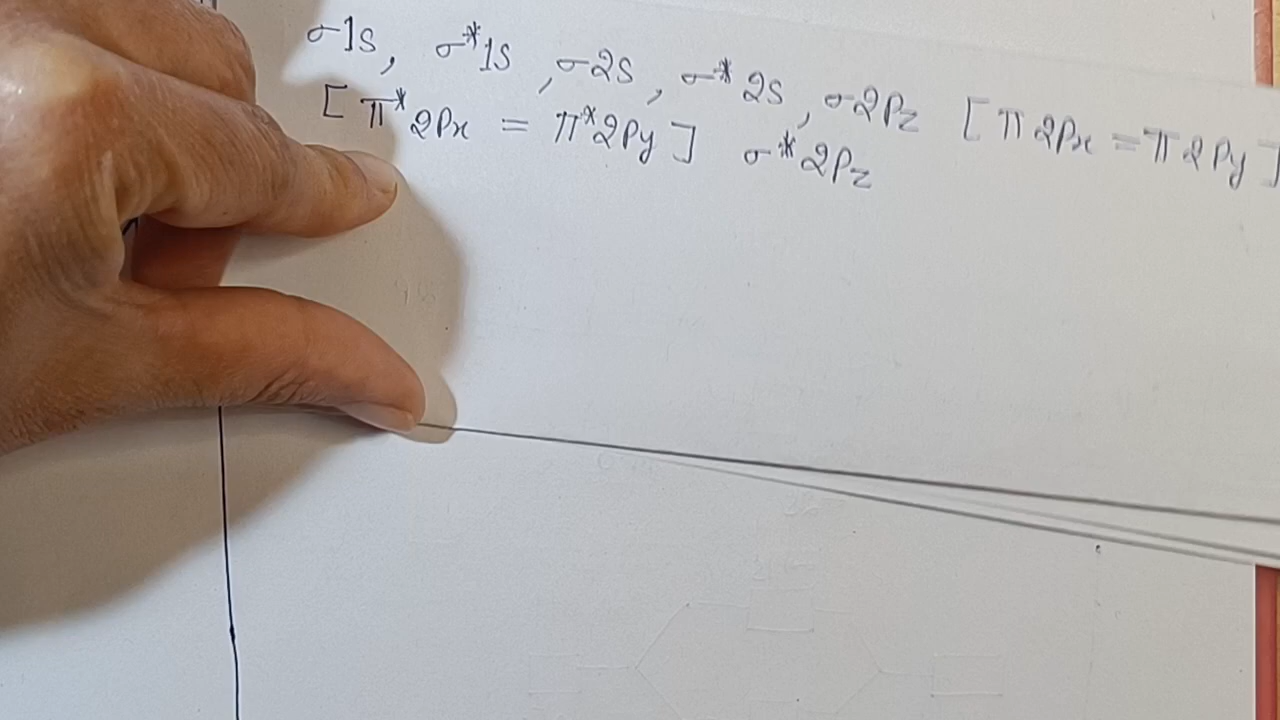 σ1s, σ*1s, σ2s, σ*2s, σ2Pz [π2Px = π2Py]
[π*2Px = π*2Py] σ*2Pz